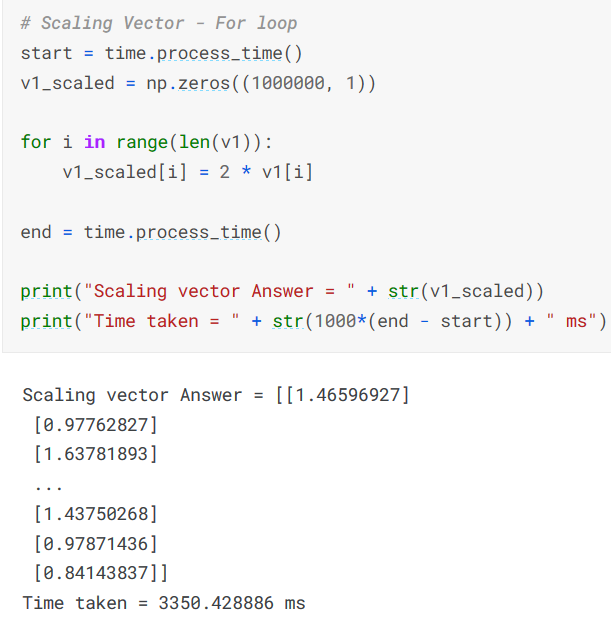 # Scaling Vector - For loop
start = time.process_time()
v1_scaled = np.zeros((1000000, 1))
for i in range(len(v1)):
    v1_scaled[i] = 2 * v1[i]
end = time.process_time()
print("Scaling vector Answer = " + str(v1_scaled))
print("Time taken = " + str(1000*(end - start)) + " ms")
Scaling vector Answer = [[1.46596927]
 [0.97762827]
 [1.63781893]
 ...
 [1.43750268]
 [0.97871436]
 [0.84143837]]
Time taken = 3350.428886 ms